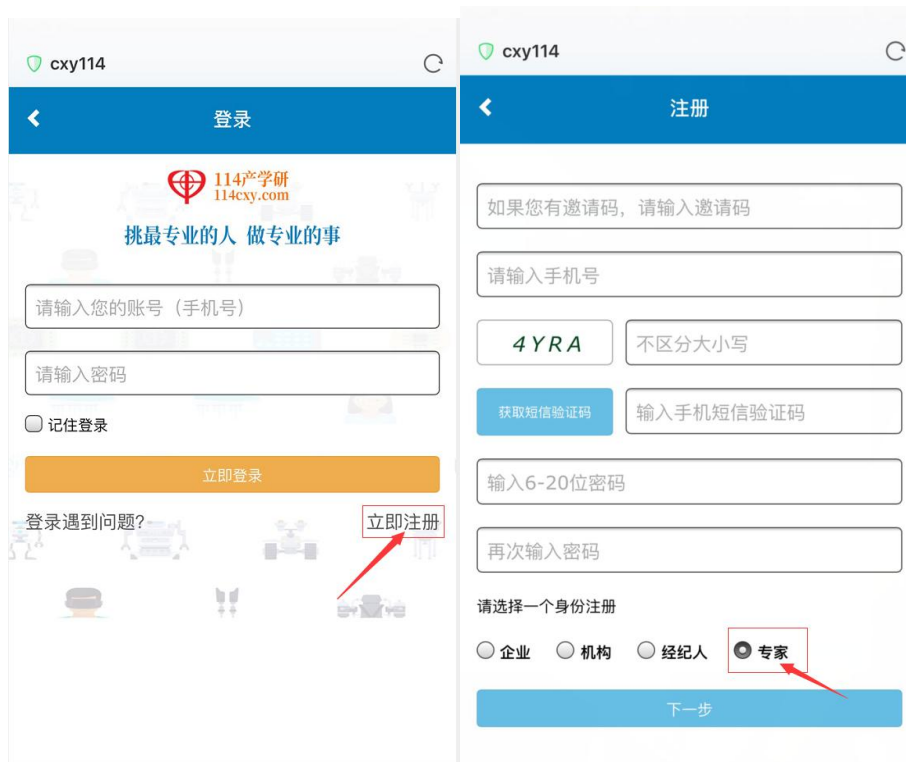 cxy114
登录
114产学研
114cxy.com
挑最专业的人 做专业的事
请输入您的账号（手机号）
请输入密码
记住登录
立即登录
登录遇到问题?
立即注册
cxy114
注册
如果您有邀请码，请输入邀请码
请输入手机号
4YRA
不区分大小写
获取短信验证码
输入手机短信验证码
输入6-20位密码
再次输入密码
请选择一个身份注册
企业 机构 经纪人 专家
下一步